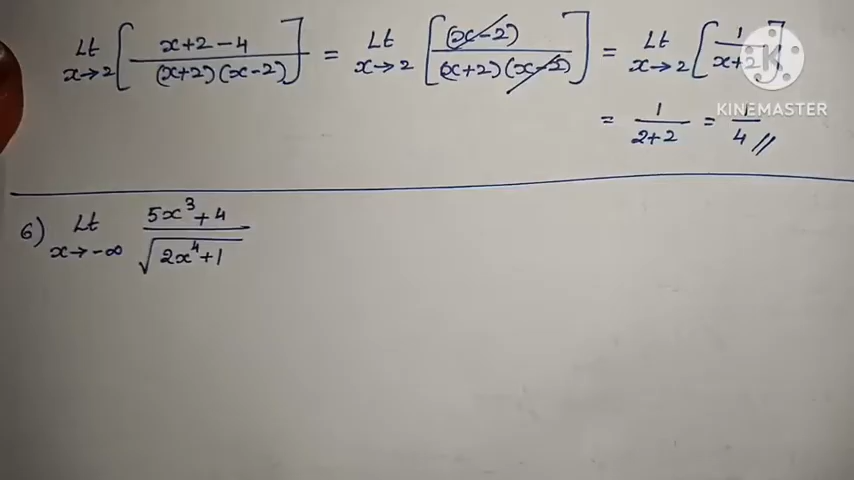 Lt x→2 [ x+2-4 / (x+2)(x-2) ] = Lt x→2 [ (x-2) / (x+2)(x-2) ] = Lt x→2 [ 1 / x+2 ]
KINEMASTER
= 1 / 2+2 = 1 / 4 //
6) Lt x→-∞ 5x³+4 / √2x⁴+1